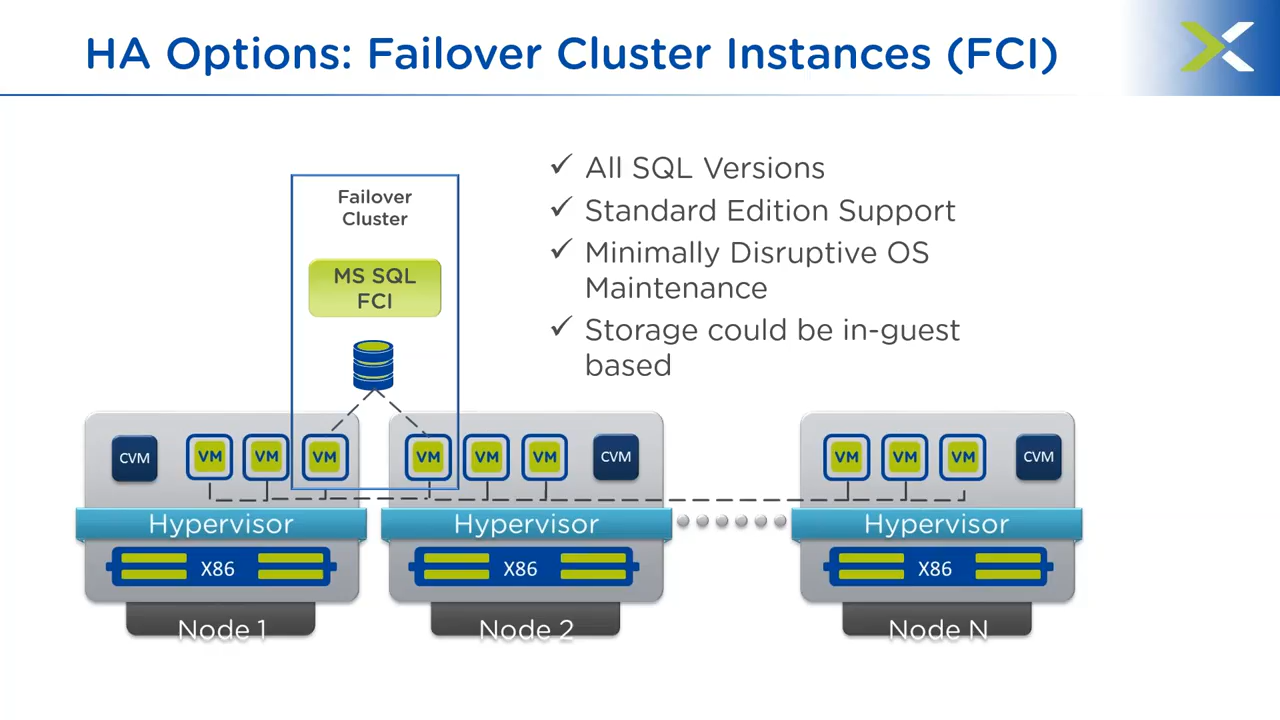 HA Options: Failover Cluster Instances (FCI)
Failover
Cluster
MS SQL
FCI
✓ All SQL Versions
✓ Standard Edition Support
✓ Minimally Disruptive OS
Maintenance
✓ Storage could be in-guest
based
CVM VM VM VM
VM VM VM CVM
VM VM VM CVM
Hypervisor
Hypervisor
Hypervisor
X86
X86
X86
Node 1
Node 2
Node N